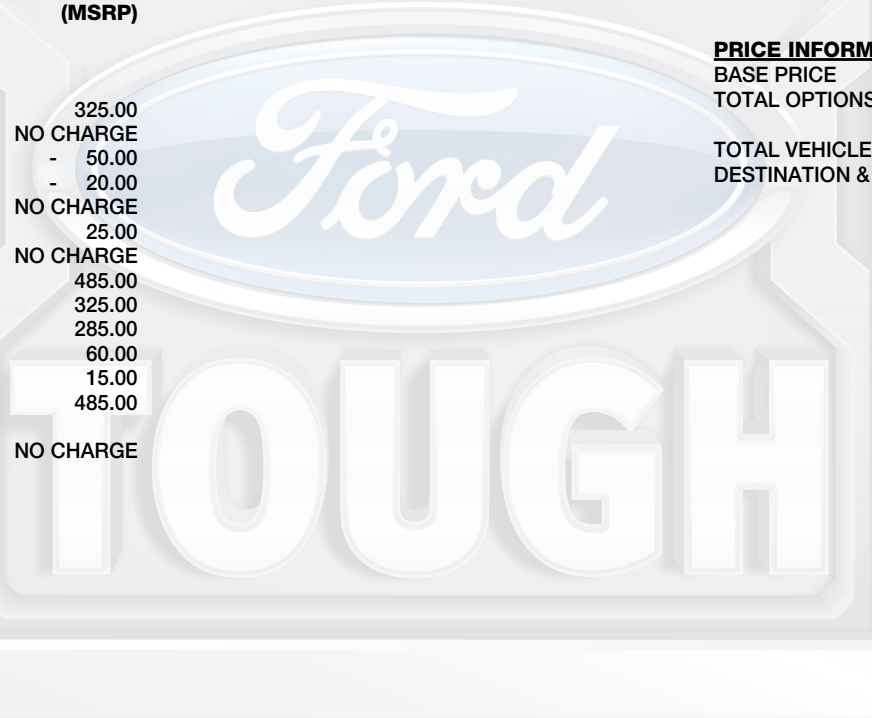 (MSRP)
325.00
NO CHARGE
- 50.00
- 20.00
NO CHARGE
25.00
NO CHARGE
485.00
325.00
285.00
60.00
15.00
485.00
NO CHARGE
PRICE INFORM
BASE PRICE
TOTAL OPTIONS
TOTAL VEHICLE
DESTINATION &
Ford
TOUGH